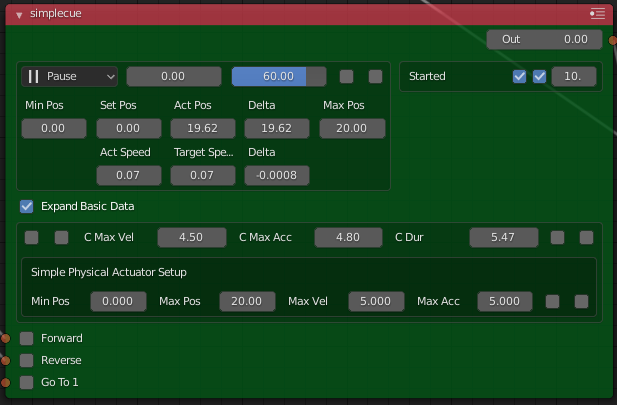 simplecue
Out 0.00
Pause 0.00 60.00 Started 10.
Min Pos Set Pos Act Pos Delta Max Pos
0.00 0.00 19.62 19.62 20.00
Act Speed Target Spe... Delta
0.07 0.07 -0.0008
Expand Basic Data
C Max Vel 4.50 C Max Acc 4.80 C Dur 5.47
Simple Physical Actuator Setup
Min Pos 0.000 Max Pos 20.00 Max Vel 5.000 Max Acc 5.000
Forward
Reverse
Go To 1